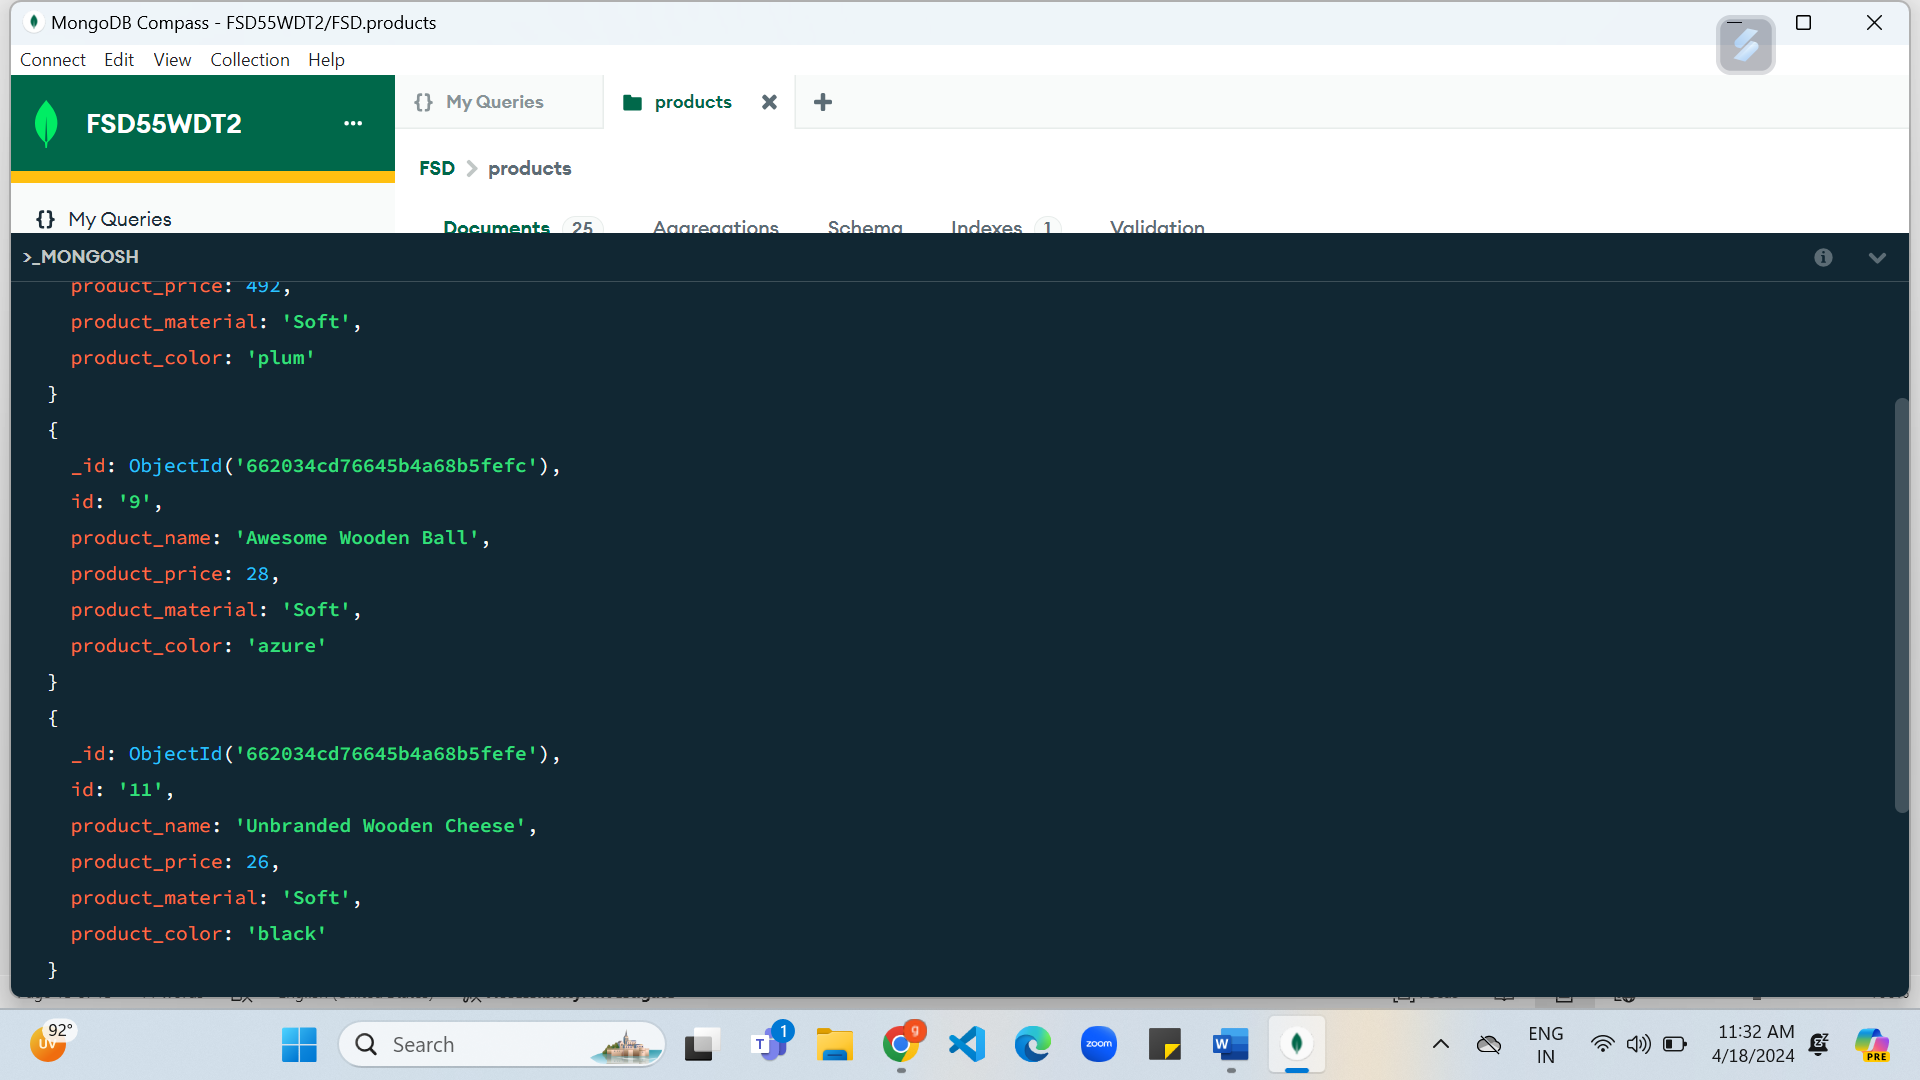 MongoDB Compass - FSD55WDT2/FSD.products
Connect Edit View Collection Help
FSD55WDT2 ...
{} My Queries products
FSD > products
{} My Queries
Documents 25 Aggregations Schema Indexes 1 Validation
>_MONGOSH
product_price: 492,
product_material: 'Soft',
product_color: 'plum'
}
{
_id: ObjectId('662034cd76645b4a68b5fefc'),
id: '9',
product_name: 'Awesome Wooden Ball',
product_price: 28,
product_material: 'Soft',
product_color: 'azure'
}
{
_id: ObjectId('662034cd76645b4a68b5fefe'),
id: '11',
product_name: 'Unbranded Wooden Cheese',
product_price: 26,
product_material: 'Soft',
product_color: 'black'
}
92°
UV
Search
T
1
g
zoom
W
ENG
IN
11:32 AM
4/18/2024
PRE